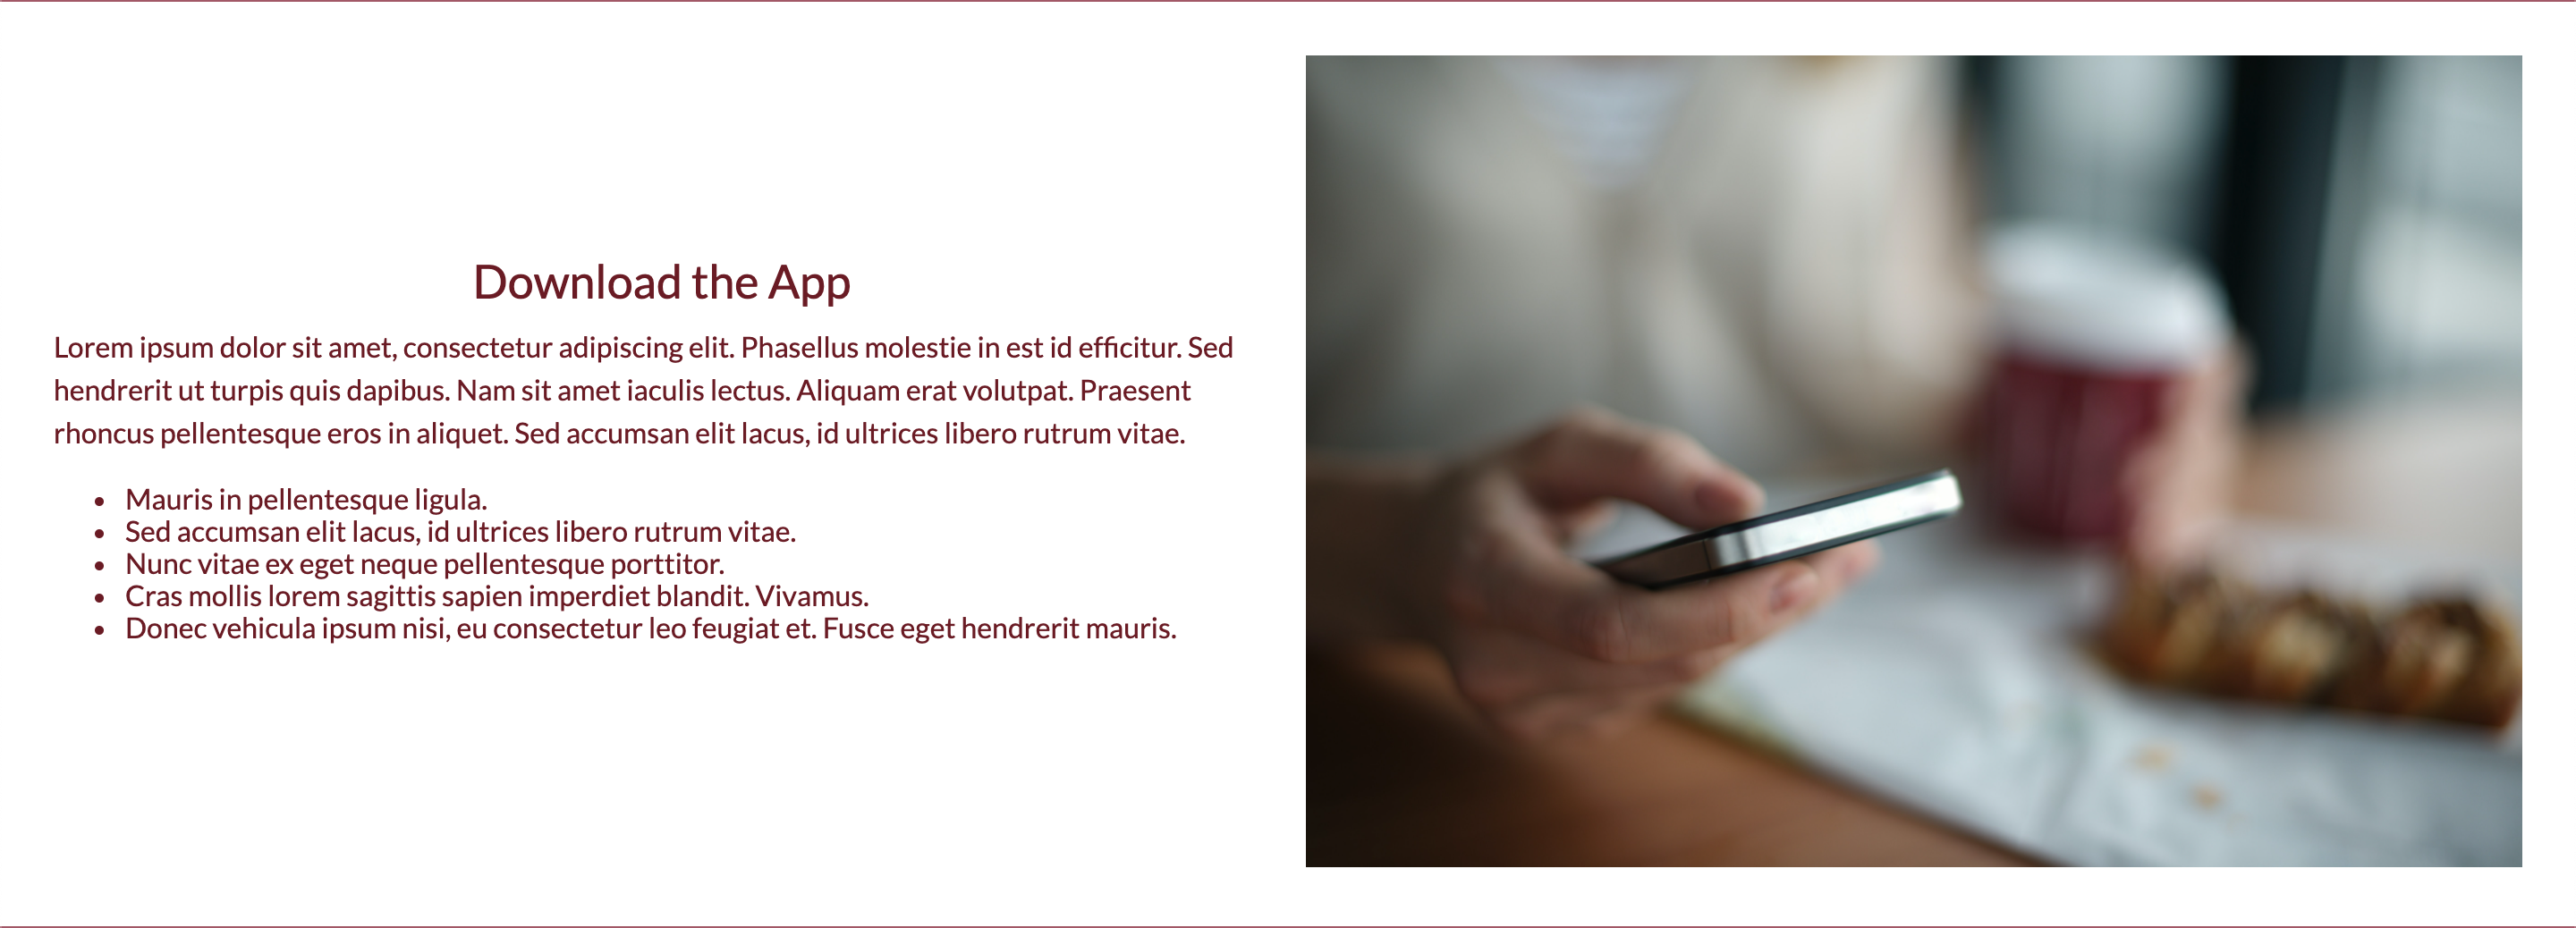 Download the App
Lorem ipsum dolor sit amet, consectetur adipiscing elit. Phasellus molestie in est id efficitur. Sed
hendrerit ut turpis quis dapibus. Nam sit amet iaculis lectus. Aliquam erat volutpat. Praesent
rhoncus pellentesque eros in aliquet. Sed accumsan elit lacus, id ultrices libero rutrum vitae.
• Mauris in pellentesque ligula.
• Sed accumsan elit lacus, id ultrices libero rutrum vitae.
• Nunc vitae ex eget neque pellentesque porttitor.
• Cras mollis lorem sagittis sapien imperdiet blandit. Vivamus.
• Donec vehicula ipsum nisi, eu consectetur leo feugiat et. Fusce eget hendrerit mauris.